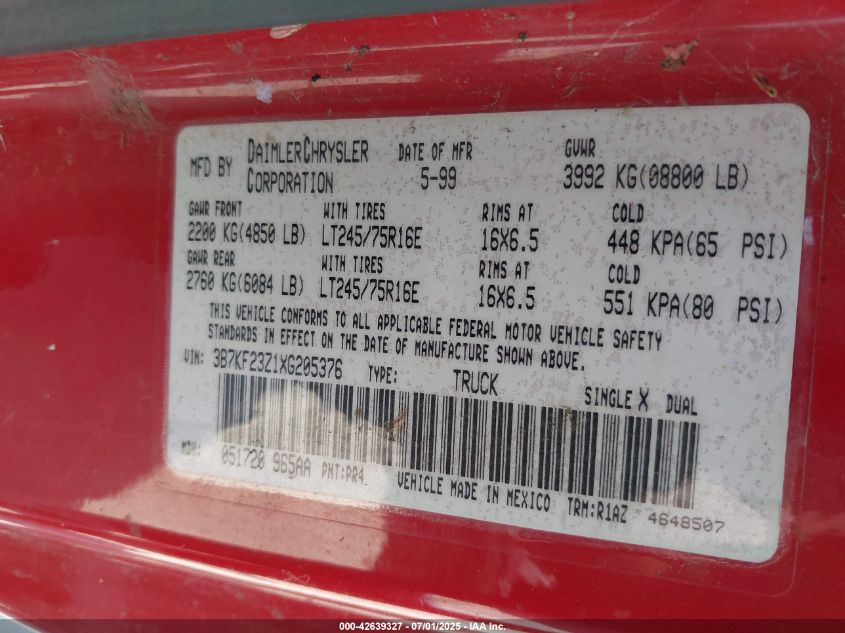 MFD BY DAIMLERCHRYSLER CORPORATION DATE OF MFR 5-99 GVWR 3992 KG(08800 LB)
GAWR FRONT WITH TIRES RIMS AT COLD
2200 KG(4850 LB) LT245/75R16E 16X6.5 448 KPA(65 PSI)
GAWR REAR WITH TIRES RIMS AT COLD
2760 KG(6084 LB) LT245/75R16E 16X6.5 551 KPA(80 PSI)
THIS VEHICLE CONFORMS TO ALL APPLICABLE FEDERAL MOTOR VEHICLE SAFETY
STANDARDS IN EFFECT ON THE DATE OF MANUFACTURE SHOWN ABOVE.
VIN: 3B7KF23Z1XG205376 TYPE: TRUCK SINGLE X DUAL
MDH: 051720 965AA PNT:PR4 VEHICLE MADE IN MEXICO TRM:R1AZ 4648507
000-42639327 - 07/01/2025 - IAA, Inc.